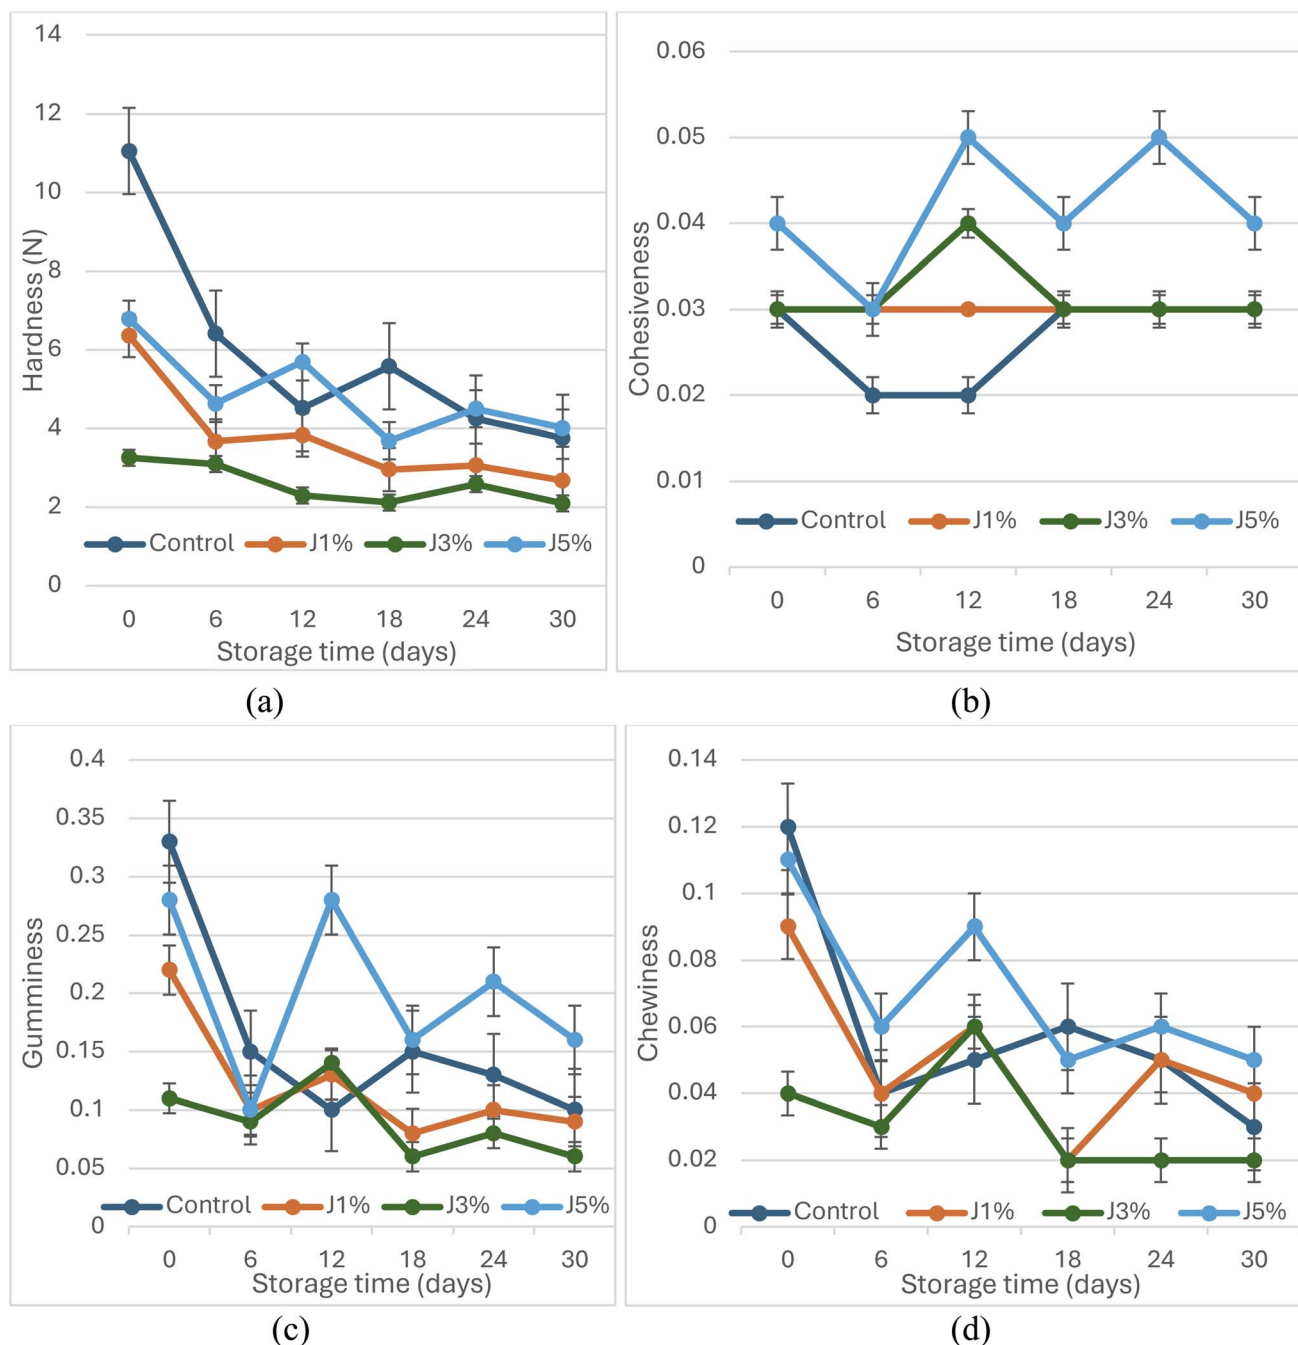 14
12
10
8
6
4
2
0
Hardness (N)
Control J1% J3% J5%
0 6 12 18 24 30
Storage time (days)
(a)
0.06
0.05
0.04
0.03
0.02
0.01
0
Cohesiveness
Control J1% J3% J5%
0 6 12 18 24 30
Storage time (days)
(b)
0.4
0.35
0.3
0.25
0.2
0.15
0.1
0.05
0
Gumminess
Control J1% J3% J5%
0 6 12 18 24 30
Storage time (days)
(c)
0.14
0.12
0.1
0.08
0.06
0.04
0.02
0
Chewiness
Control J1% J3% J5%
0 6 12 18 24 30
Storage time (days)
(d)